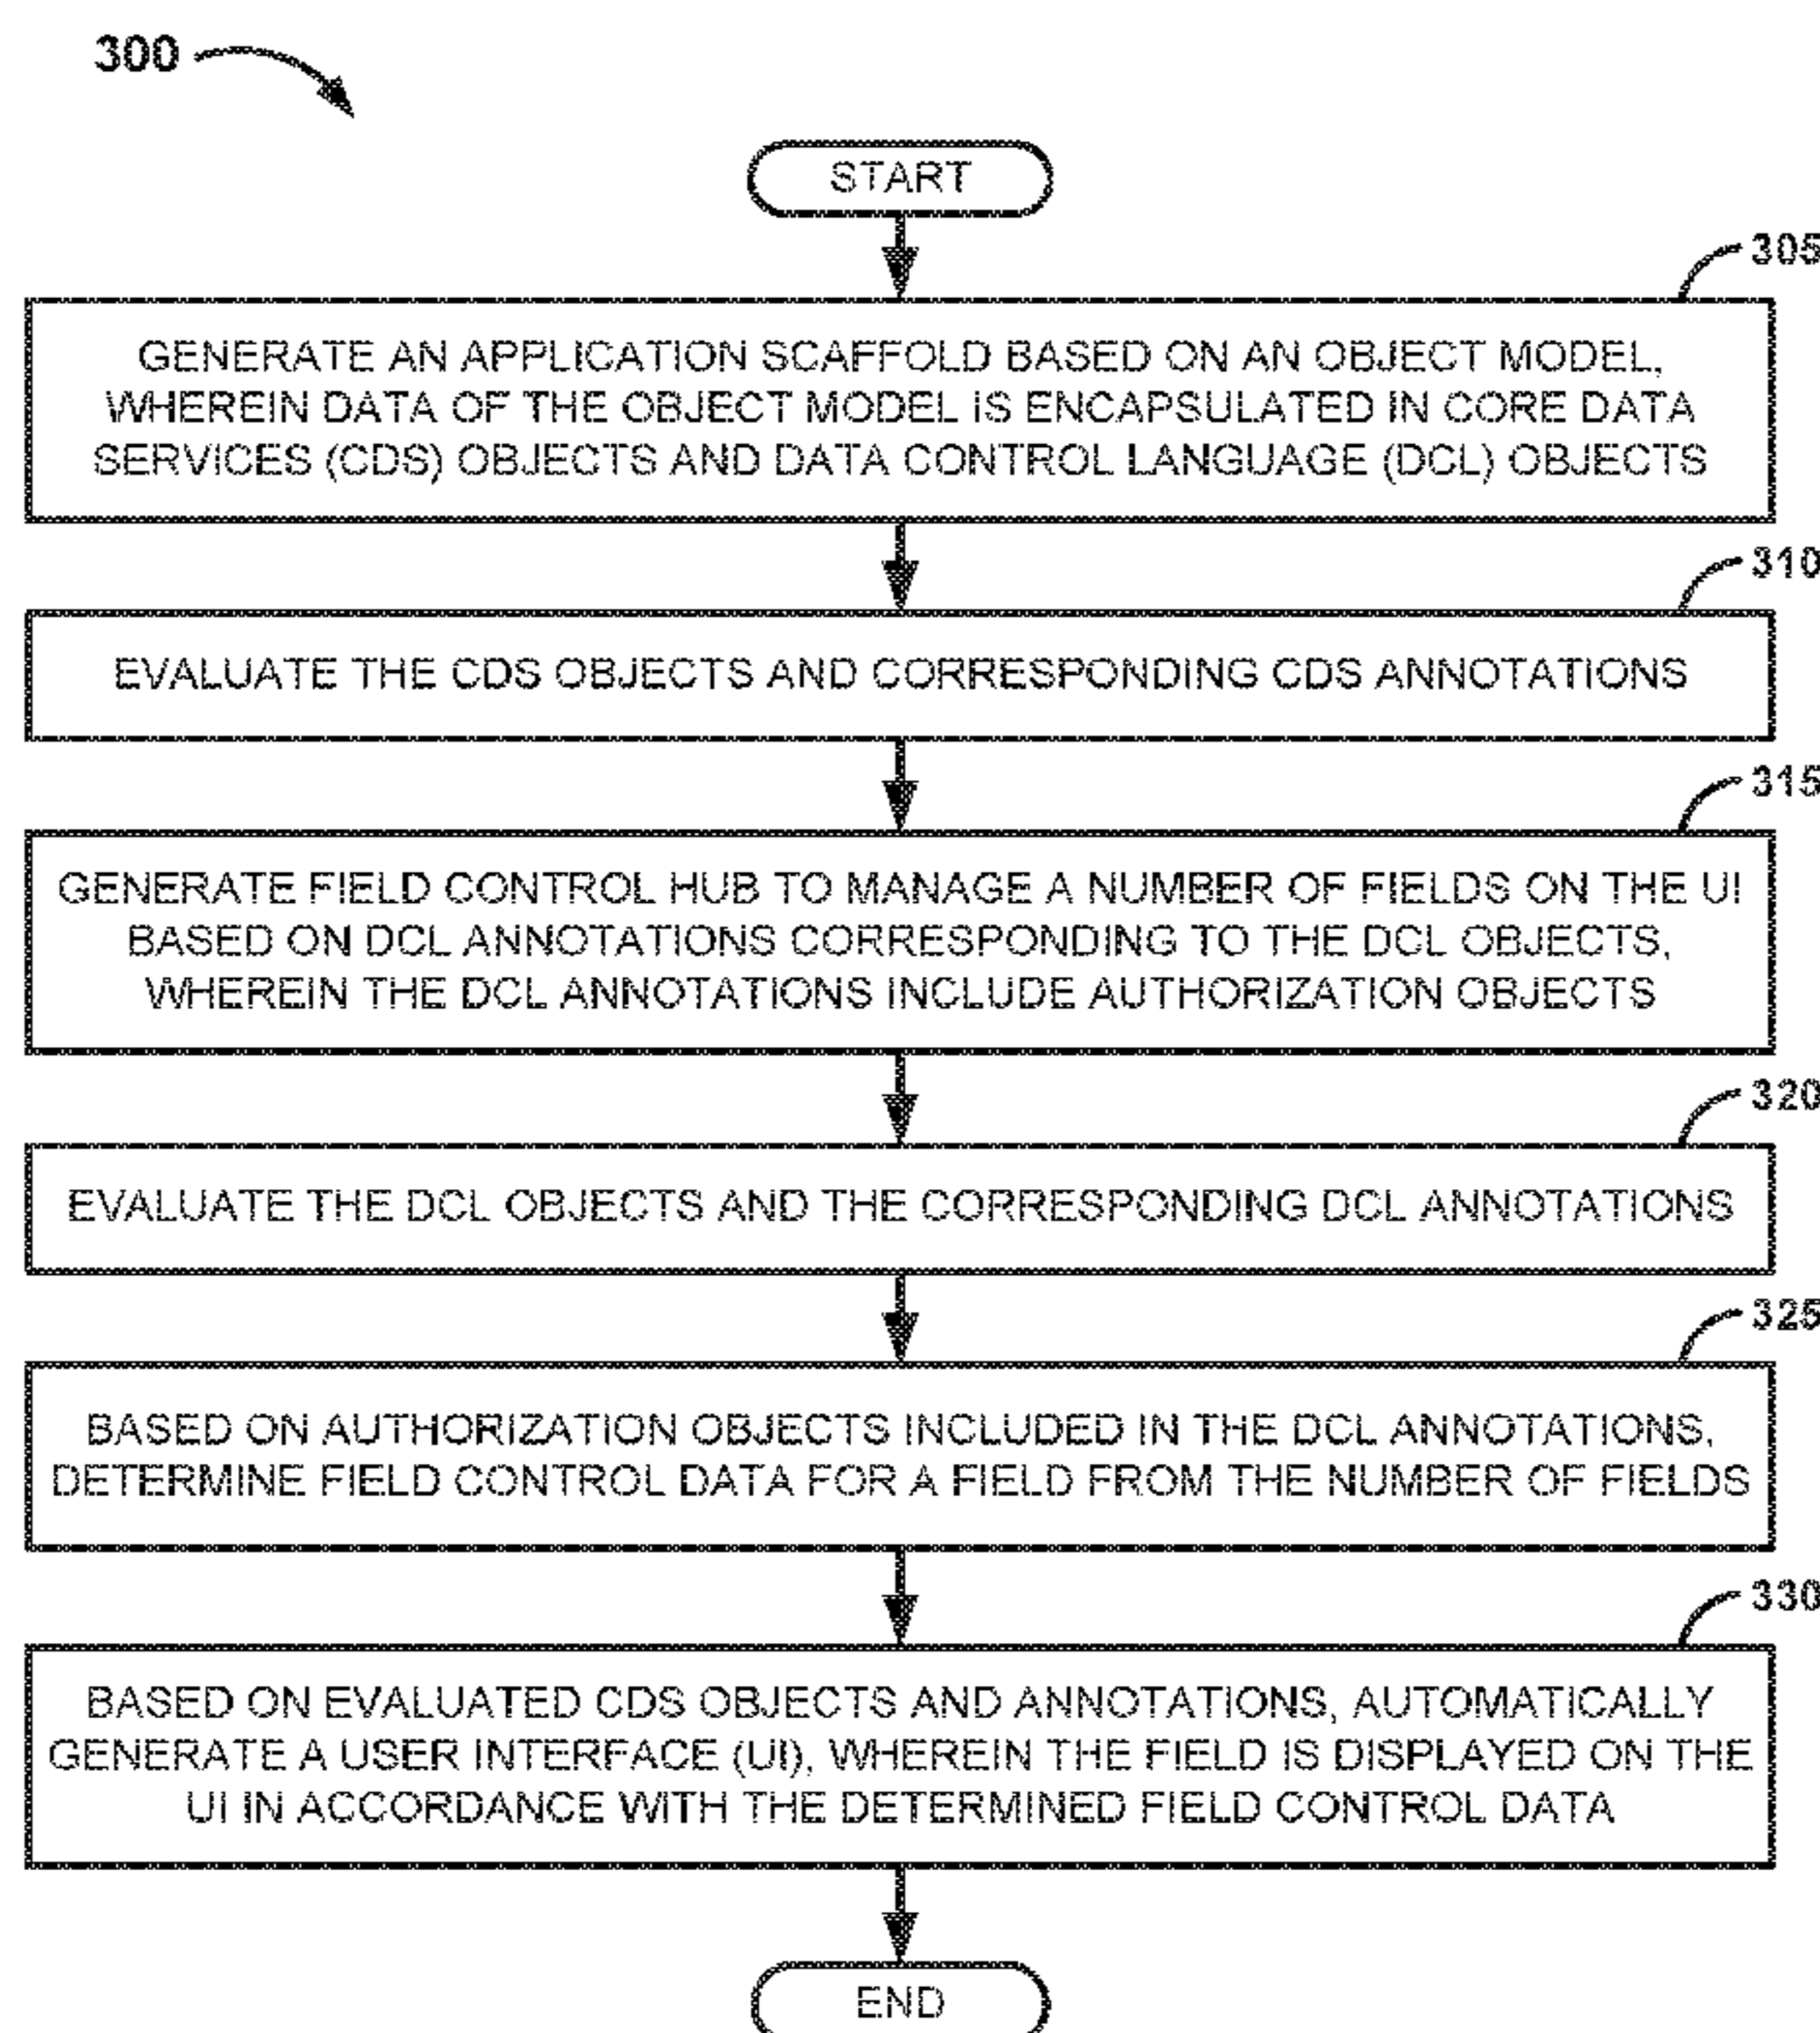 300
START
305
GENERATE AN APPLICATION SCAFFOLD BASED ON AN OBJECT MODEL,
WHEREIN DATA OF THE OBJECT MODEL IS ENCAPSULATED IN CORE DATA
SERVICES (CDS) OBJECTS AND DATA CONTROL LANGUAGE (DCL) OBJECTS
310
EVALUATE THE CDS OBJECTS AND CORRESPONDING CDS ANNOTATIONS
315
GENERATE FIELD CONTROL HUB TO MANAGE A NUMBER OF FIELDS ON THE UI
BASED ON DCL ANNOTATIONS CORRESPONDING TO THE DCL OBJECTS,
WHEREIN THE DCL ANNOTATIONS INCLUDE AUTHORIZATION OBJECTS
320
EVALUATE THE DCL OBJECTS AND THE CORRESPONDING DCL ANNOTATIONS
325
BASED ON AUTHORIZATION OBJECTS INCLUDED IN THE DCL ANNOTATIONS,
DETERMINE FIELD CONTROL DATA FOR A FIELD FROM THE NUMBER OF FIELDS
330
BASED ON EVALUATED CDS OBJECTS AND ANNOTATIONS, AUTOMATICALLY
GENERATE A USER INTERFACE (UI), WHEREIN THE FIELD IS DISPLAYED ON THE
UI IN ACCORDANCE WITH THE DETERMINED FIELD CONTROL DATA
END